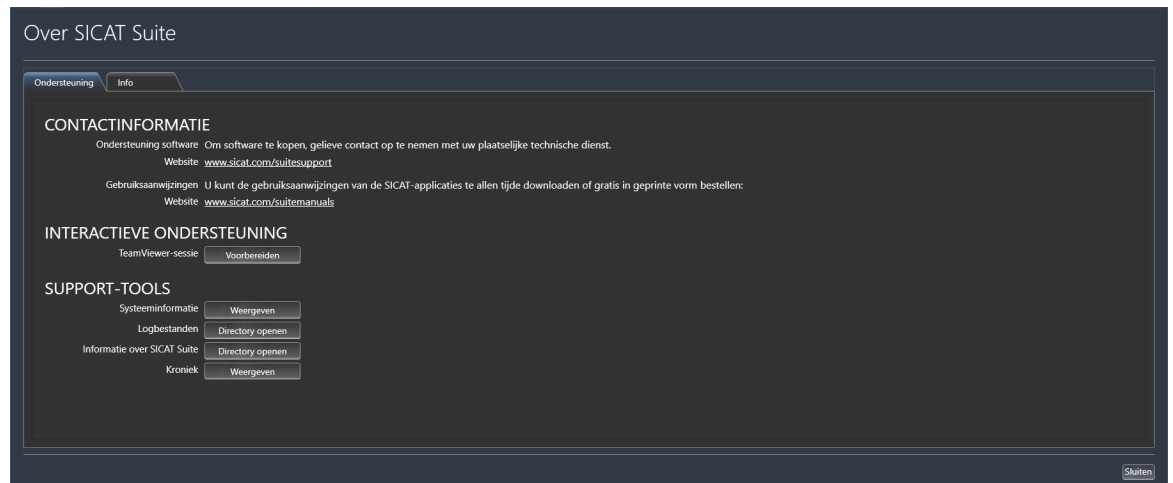 Over SICAT Suite
Ondersteuning Info
CONTACTINFORMATIE
Ondersteuning software Om software te kopen, gelieve contact op te nemen met uw plaatselijke technische dienst.
Website www.sicat.com/suitesupport
Gebruiksaanwijzingen U kunt de gebruiksaanwijzingen van de SICAT-applicaties te allen tijde downloaden of gratis in geprinte vorm bestellen:
Website www.sicat.com/suitemanuals
INTERACTIEVE ONDERSTEUNING
TeamViewer-sessie Voorbereiden
SUPPORT-TOOLS
Systeeminformatie Weergeven
Logbestanden Directory openen
Informatie over SICAT Suite Directory openen
Kroniek Weergeven
Sluiten